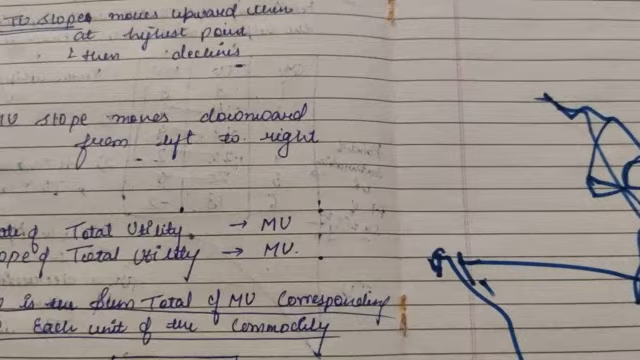 TU slope moves upward then
at highest point
& then declines
MU slope moves downward
from left to right
of Total Utility. → MU
of Total Utility → MU.
is the Sum Total of MU Corresponding
Each unit of the Commodity